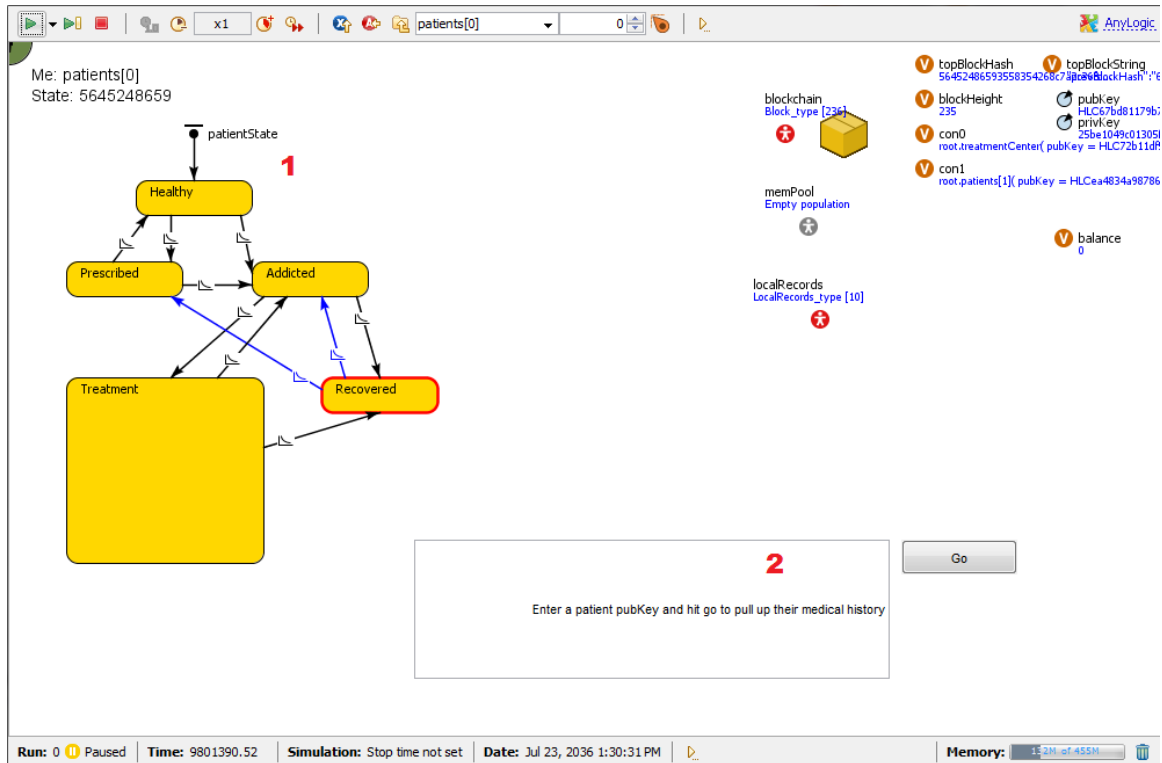 x1
patients[0]
0
AnyLogic
Me: patients[0]
State: 5645248659
patientState
1
Healthy
Prescribed
Addicted
Treatment
Recovered
blockchain
Block_type [236]
memPool
Empty population
localRecords
LocalRecords_type [10]
V topBlockHash
V topBlockString
V blockHeight
235
pubKey
HLC67bd81179b7
privKey
25be1049c01305
V con0
root.treatmentCenter( pubKey = HLC72b11df
V con1
root.patients[1]( pubKey = HLCea4834a98786
V balance
0
2
Enter a patient pubKey and hit go to pull up their medical history
Go
Run: 0 Paused Time: 9801390.52 Simulation: Stop time not set Date: Jul 23, 2036 1:30:31 PM Memory: 132M of 455M